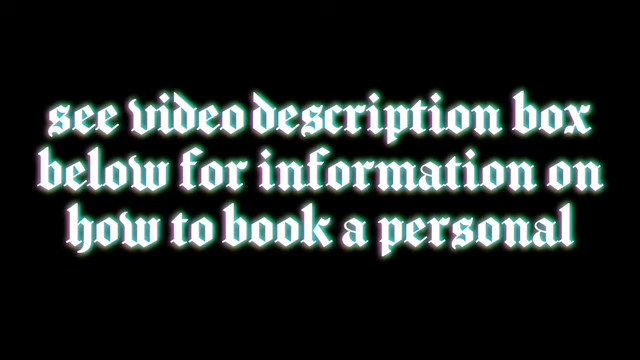 see video description box
below for information on
how to book a personal